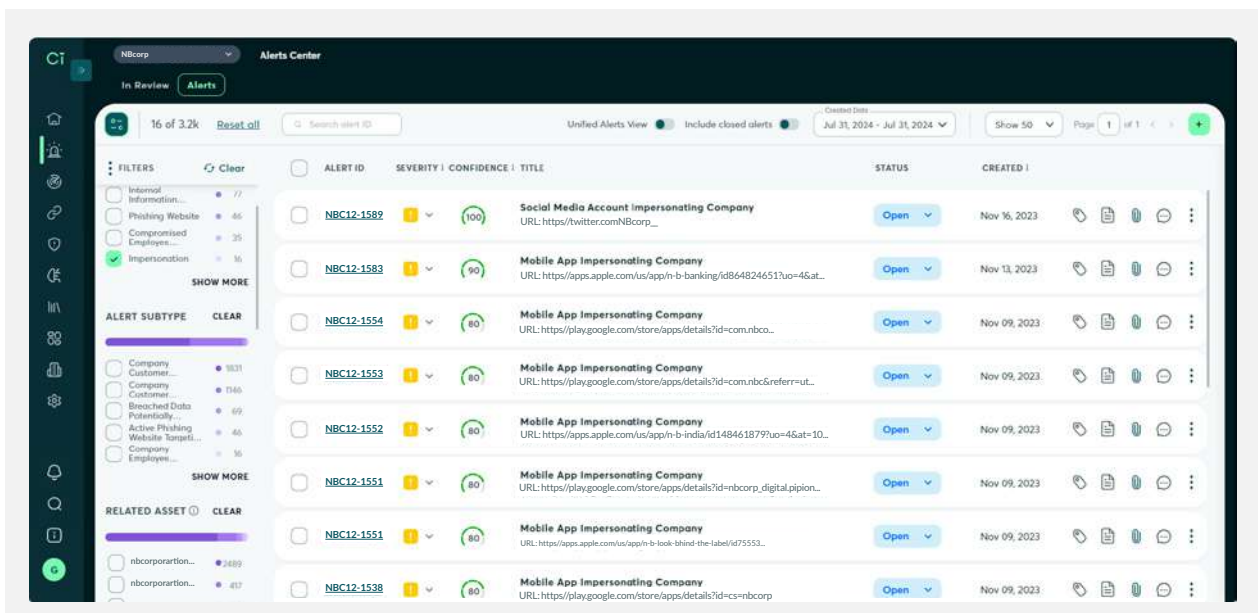 Ci
NBcorp
Alerts Center
In Review
Alerts
16 of 3.2k
Reset all
Search alert ID
Unified Alerts View
Include closed alerts
Created Date
Jul 31, 2024 - Jul 31, 2024
Show 50
Page 1 of 1
FILTERS
Clear
ALERT ID
SEVERITY
CONFIDENCE
TITLE
STATUS
CREATED
Internal
Information...
77
Phishing Website
46
Compromised
Employee...
35
Impersonation
16
SHOW MORE
ALERT SUBTYPE
CLEAR
Company
Customer...
1831
Company
Customer...
1346
Breached Data
Potentially...
69
Active Phishing
Website Targeti...
46
Company
Employee...
16
SHOW MORE
RELATED ASSET
CLEAR
nbcorporartion...
2489
nbcorporartion...
417
G
NBC12-1589
100
Social Media Account Impersonating Company
URL: https//twitter.comNBcorp__
Open
Nov 16, 2023
NBC12-1583
90
Mobile App Impersonating Company
URL: https//apps.apple.com/us/app/n-b-banking/id864824651?uo=4&at...
Open
Nov 13, 2023
NBC12-1554
80
Mobile App Impersonating Company
URL: https//play.google.com/store/apps/details?id=com.nbco...
Open
Nov 09, 2023
NBC12-1553
80
Mobile App Impersonating Company
URL: https//play.google.com/store/apps/details?id=com.nbc&referr=ut...
Open
Nov 09, 2023
NBC12-1552
80
Mobile App Impersonating Company
URL: https//apps.apple.com/us/app/n-b-india/id148461879?uo=4&at=10...
Open
Nov 09, 2023
NBC12-1551
80
Mobile App Impersonating Company
URL: https//play.google.com/store/apps/details?id=nbcorp_digital.pipion...
Open
Nov 09, 2023
NBC12-1551
80
Mobile App Impersonating Company
URL: https//apps.apple.com/us/app/n-b-look-bhind-the-label/id75553...
Open
Nov 09, 2023
NBC12-1538
80
Mobile App Impersonating Company
URL: https//play.google.com/store/apps/details?id=cs=nbcorp
Open
Nov 09, 2023